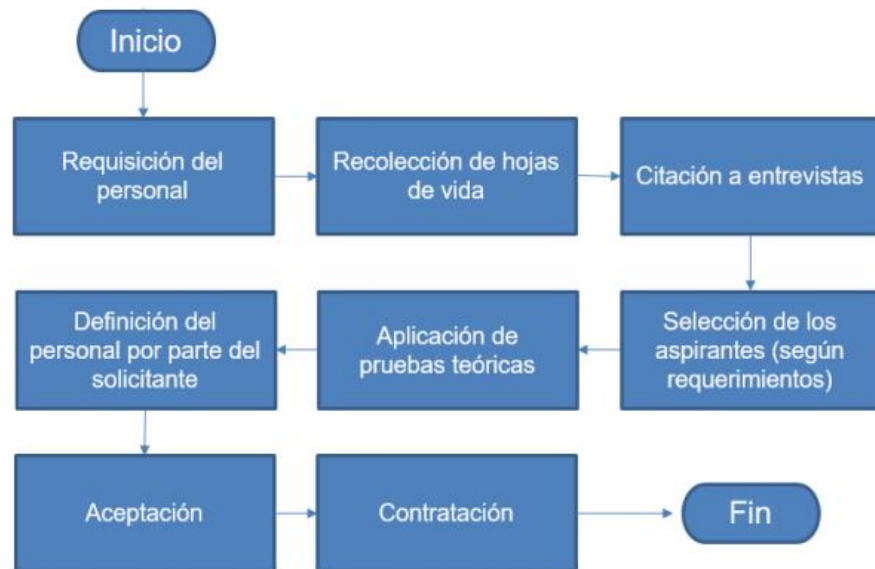 Inicio
Requisición del
personal
Recolección de hojas
de vida
Citación a entrevistas
Selección de los
aspirantes (según
requerimientos)
Aplicación de
pruebas teóricas
Definición del
personal por parte del
solicitante
Aceptación
Contratación
Fin